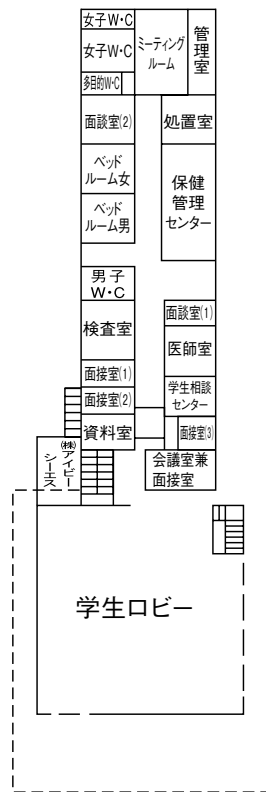 女子W・C
女子W・C
多目的W・C
ミーティング
ルーム
管理室
面談室(2)
処置室
ベッド
ルーム女
ベッド
ルーム男
保健
管理
センター
男子
W・C
検査室
面談室(1)
医師室
面接室(1)
面接室(2)
学生相談
センター
資料室
面接室(3)
㈱アイビー
シーエス
会議室兼
面接室
学生ロビー